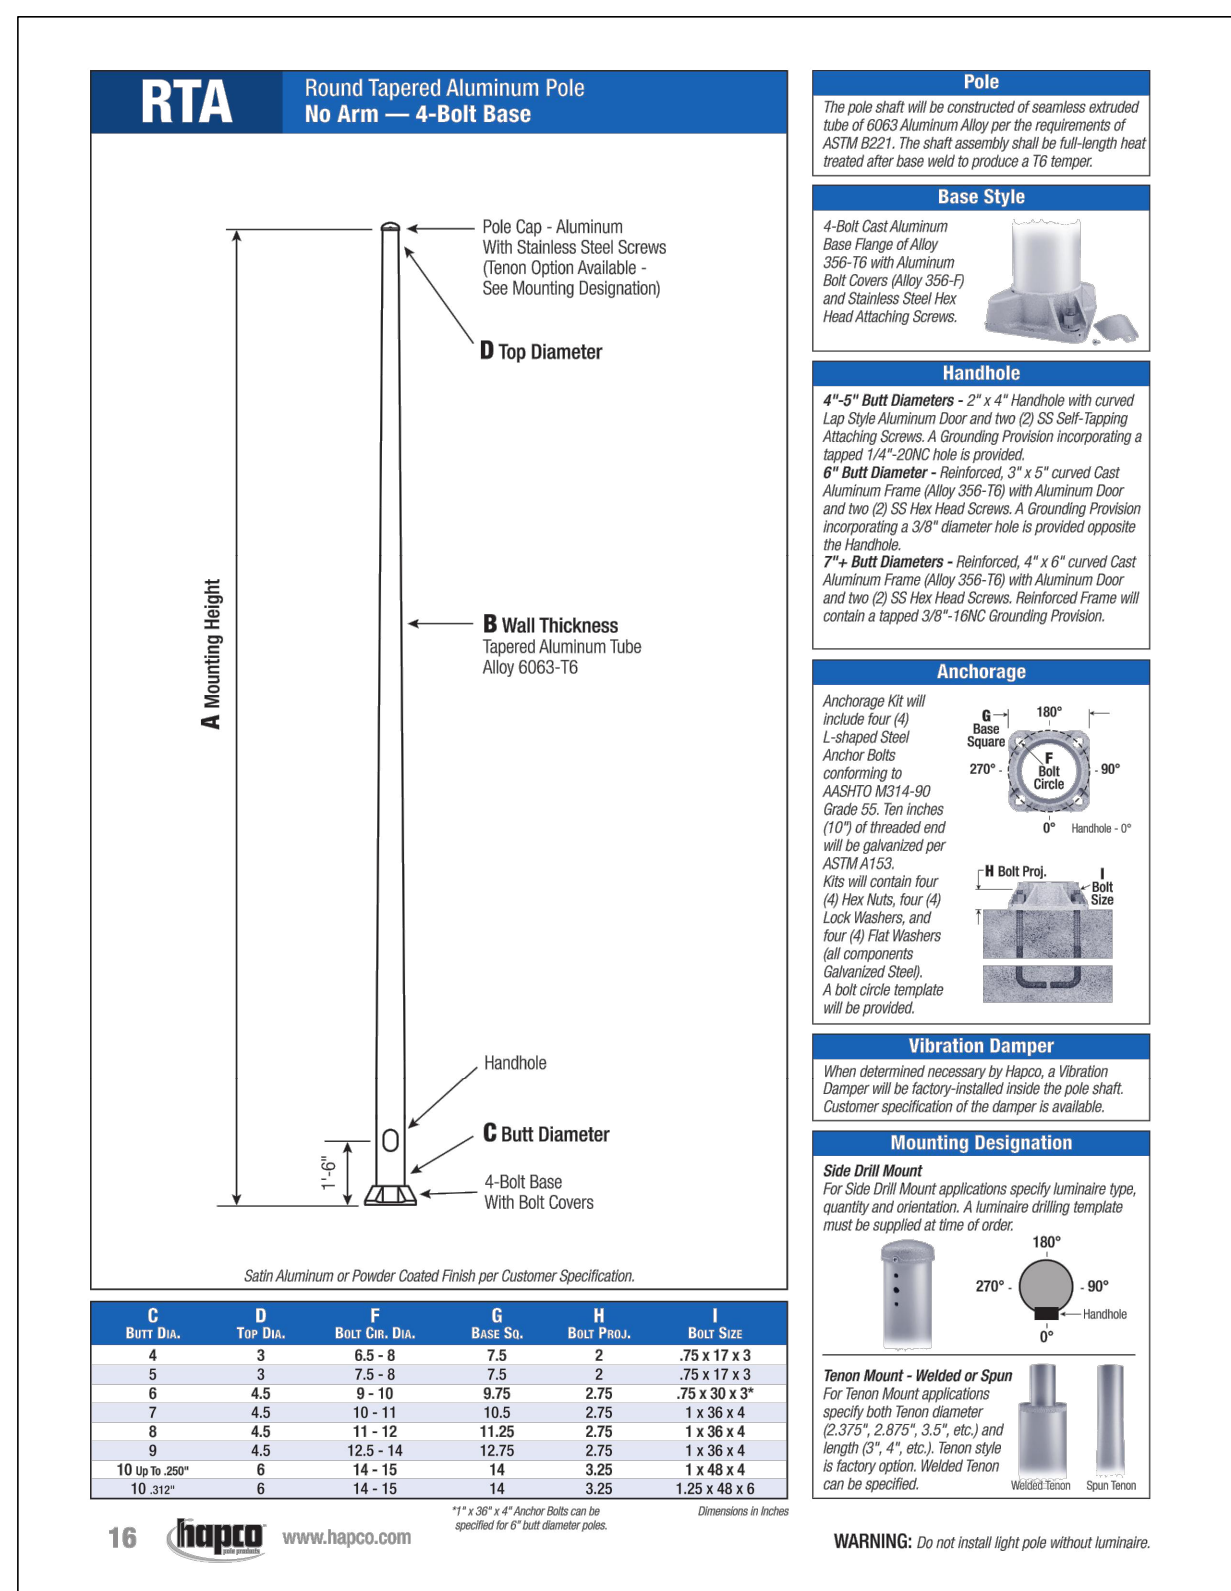 RTA
Round Tapered Aluminum Pole
No Arm — 4-Bolt Base
Pole Cap - Aluminum
With Stainless Steel Screws
(Tenon Option Available -
See Mounting Designation)
D Top Diameter
A Mounting Height
B Wall Thickness
Tapered Aluminum Tube
Alloy 6063-T6
Handhole
C Butt Diameter
1'-6"
4-Bolt Base
With Bolt Covers
Satin Aluminum or Powder Coated Finish per Customer Specification.
C D F G H I
Butt Dia. Top Dia. Bolt Cir. Dia. Base Sq. Bolt Proj. Bolt Size
4 3 6.5 - 8 7.5 2 .75 x 17 x 3
5 3 7.5 - 8 7.5 2 .75 x 17 x 3
6 4.5 9 - 10 9.75 2.75 .75 x 30 x 3*
7 4.5 10 - 11 10.5 2.75 1 x 36 x 4
8 4.5 11 - 12 11.25 2.75 1 x 36 x 4
9 4.5 12.5 - 14 12.75 2.75 1 x 36 x 4
10 Up To .250" 6 14 - 15 14 3.25 1 x 48 x 4
10 .312" 6 14 - 15 14 3.25 1.25 x 48 x 6
*1" x 36" x 4" Anchor Bolts can be
specified for 6" butt diameter poles.
Dimensions in Inches
Pole
The pole shaft will be constructed of seamless extruded
tube of 6063 Aluminum Alloy per the requirements of
ASTM B221. The shaft assembly shall be full-length heat
treated after base weld to produce a T6 temper.
Base Style
4-Bolt Cast Aluminum
Base Flange of Alloy
356-T6 with Aluminum
Bolt Covers (Alloy 356-F)
and Stainless Steel Hex
Head Attaching Screws.
Handhole
4"-5" Butt Diameters - 2" x 4" Handhole with curved
Lap Style Aluminum Door and two (2) SS Self-Tapping
Attaching Screws. A Grounding Provision incorporating a
tapped 1/4"-20NC hole is provided.
6" Butt Diameter - Reinforced, 3" x 5" curved Cast
Aluminum Frame (Alloy 356-T6) with Aluminum Door
and two (2) SS Hex Head Screws. A Grounding Provision
incorporating a 3/8" diameter hole is provided opposite
the Handhole.
7"+ Butt Diameters - Reinforced, 4" x 6" curved Cast
Aluminum Frame (Alloy 356-T6) with Aluminum Door
and two (2) SS Hex Head Screws. Reinforced Frame will
contain a tapped 3/8"-16NC Grounding Provision.
Anchorage
Anchorage Kit will
include four (4)
L-shaped Steel
Anchor Bolts
conforming to
AASHTO M314-90
Grade 55. Ten inches
(10") of threaded end
will be galvanized per
ASTM A153.
Kits will contain four
(4) Hex Nuts, four (4)
Lock Washers, and
four (4) Flat Washers
(all components
Galvanized Steel).
A bolt circle template
will be provided.
G
Base
Square
180°
270° -
F
Bolt
Circle
- 90°
0°
Handhole - 0°
H Bolt Proj.
I
Bolt
Size
Vibration Damper
When determined necessary by Hapco, a Vibration
Damper will be factory-installed inside the pole shaft.
Customer specification of the damper is available.
Mounting Designation
Side Drill Mount
For Side Drill Mount applications specify luminaire type,
quantity and orientation. A luminaire drilling template
must be supplied at time of order.
180°
270° -
- 90°
Handhole
0°
Tenon Mount - Welded or Spun
For Tenon Mount applications
specify both Tenon diameter
(2.375", 2.875", 3.5", etc.) and
length (3", 4", etc.). Tenon style
is factory option. Welded Tenon
can be specified.
Welded Tenon
Spun Tenon
16
hapco
pole products
www.hapco.com
WARNING: Do not install light pole without luminaire.